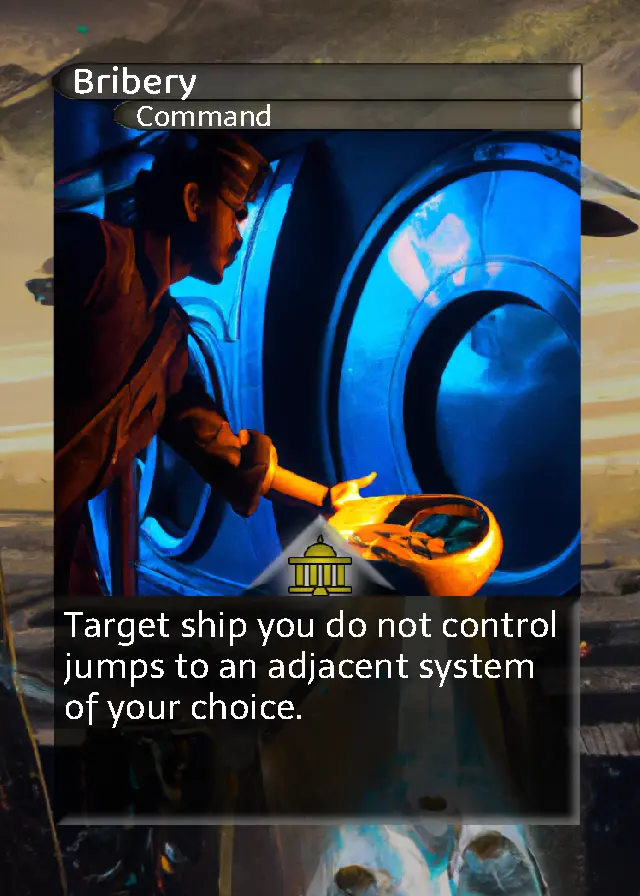 Bribery
Command
Target ship you do not control
jumps to an adjacent system
of your choice.